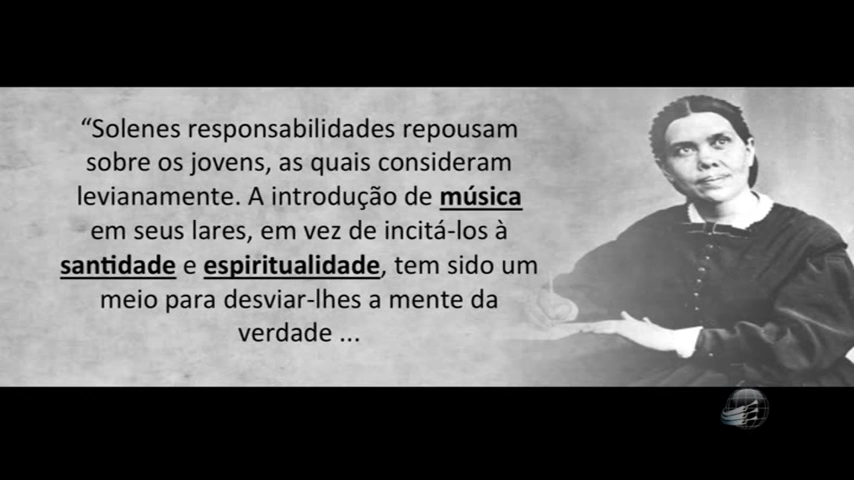 “Solenes responsabilidades repousam
sobre os jovens, as quais consideram
levianamente. A introdução de música
em seus lares, em vez de incitá-los à
santidade e espiritualidade, tem sido um
meio para desviar-lhes a mente da
verdade ...